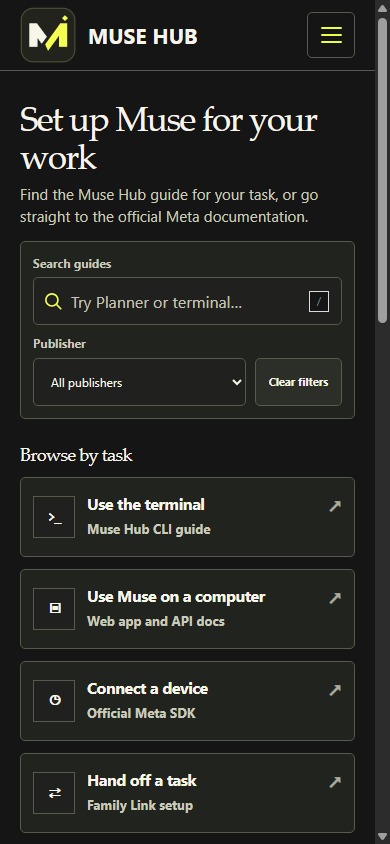 MUSE HUB
Set up Muse for your
work
Find the Muse Hub guide for your task, or go
straight to the official Meta documentation.
Search guides
Try Planner or terminal...
/
Publisher
All publishers
Clear filters
Browse by task
>_
Use the terminal
Muse Hub CLI guide
Use Muse on a computer
Web app and API docs
Connect a device
Official Meta SDK
Hand off a task
Family Link setup